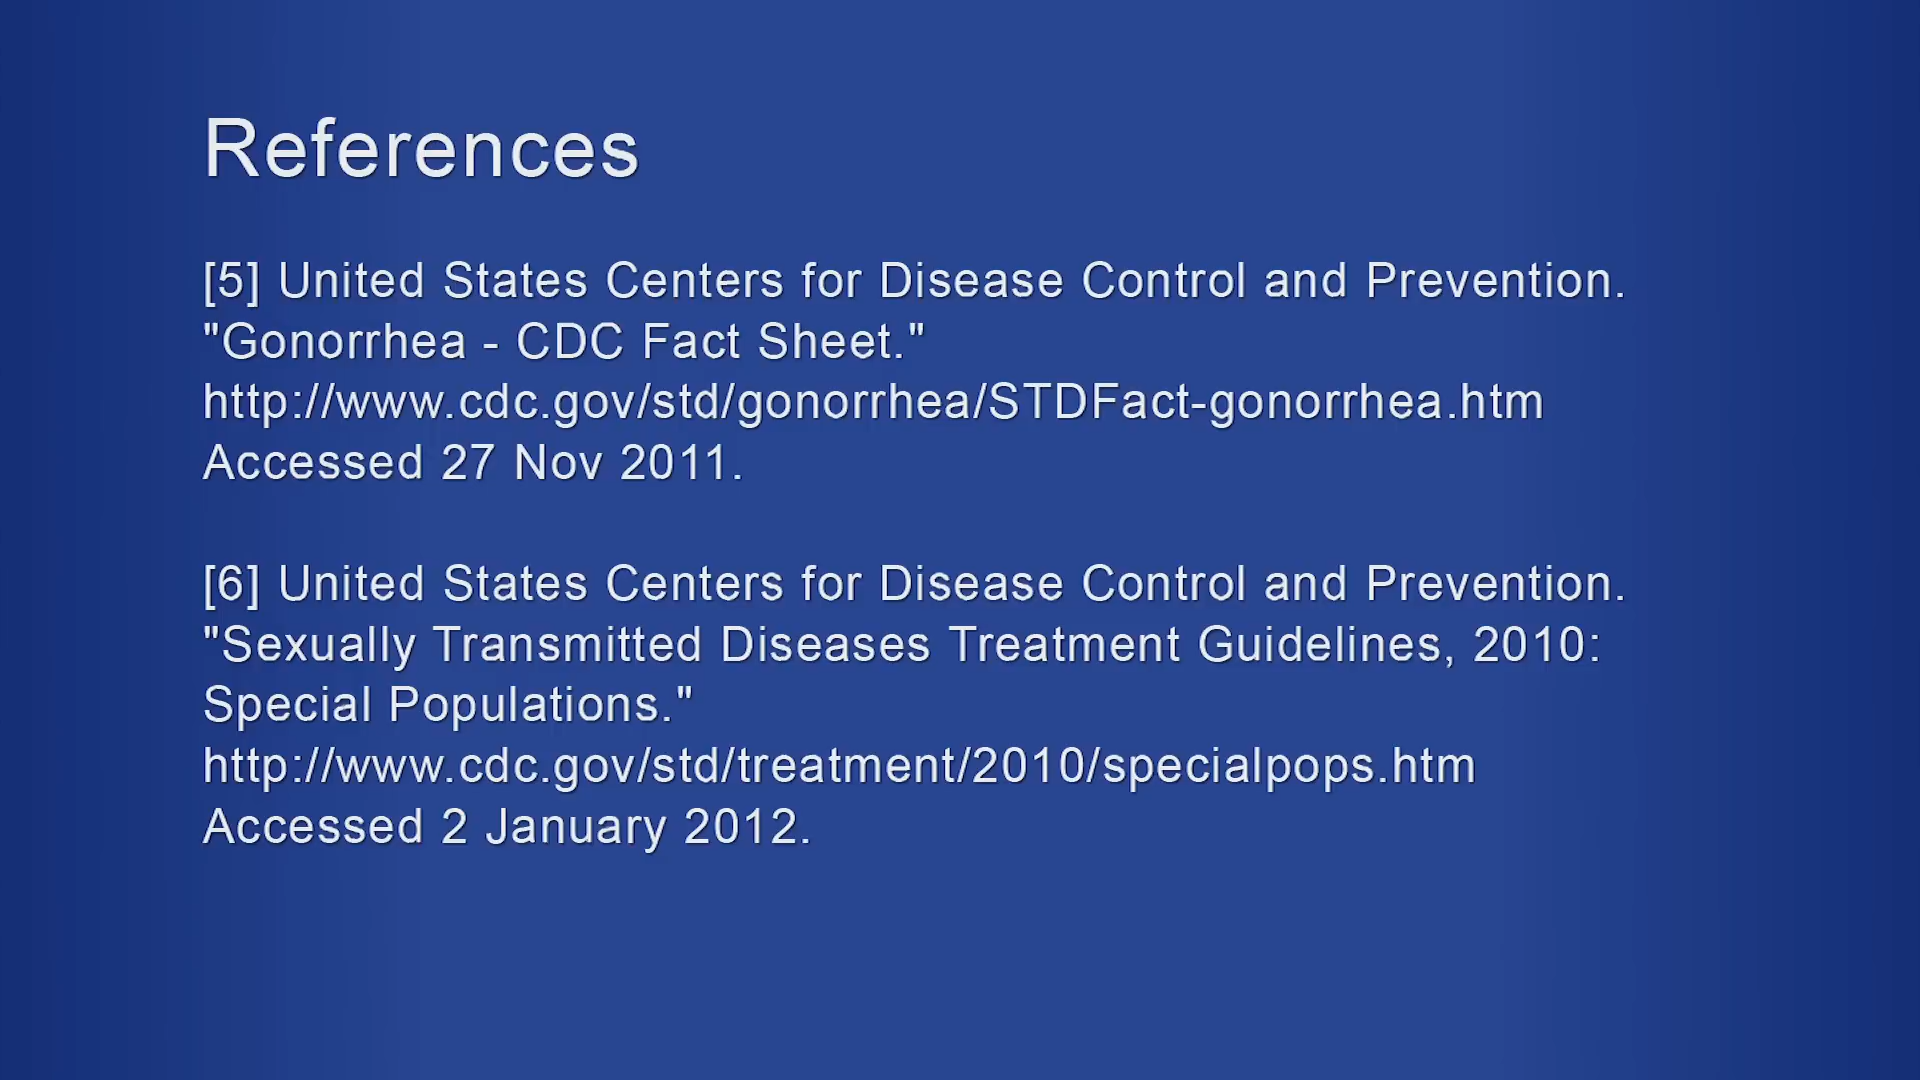 References
[5] United States Centers for Disease Control and Prevention.
"Gonorrhea - CDC Fact Sheet."
http://www.cdc.gov/std/gonorrhea/STDFact-gonorrhea.htm
Accessed 27 Nov 2011.
[6] United States Centers for Disease Control and Prevention.
"Sexually Transmitted Diseases Treatment Guidelines, 2010:
Special Populations."
http://www.cdc.gov/std/treatment/2010/specialpops.htm
Accessed 2 January 2012.